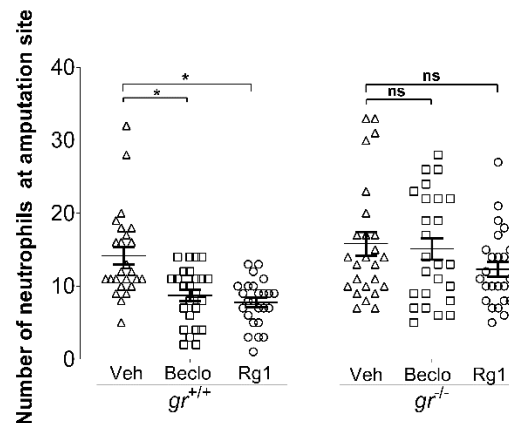 Number of neutrophils at amputation site
40
30
20
10
0
* ns
* ns
Veh Beclo Rg1 Veh Beclo Rg1
gr+/+ gr-/-